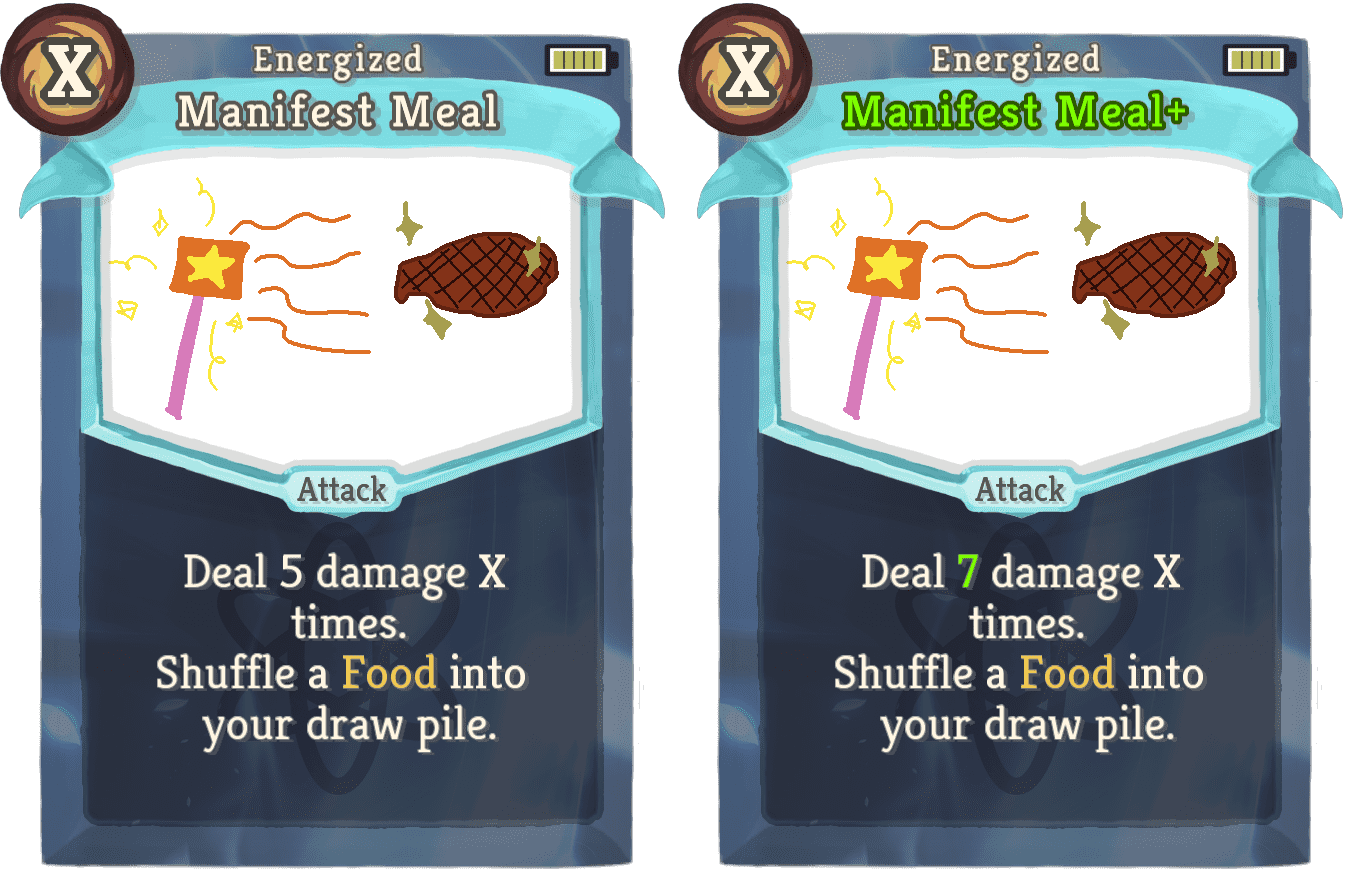 X
Energized
Manifest Meal
Attack
Deal 5 damage X
times.
Shuffle a Food into
your draw pile.
X
Energized
Manifest Meal+
Attack
Deal 7 damage X
times.
Shuffle a Food into
your draw pile.